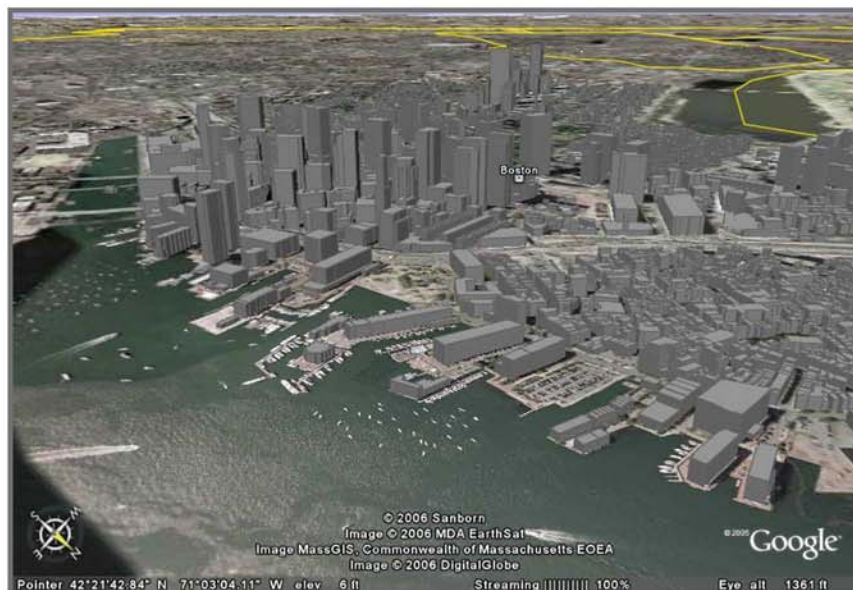 Boston
© 2006 Sanborn
Image © 2006 MDA EarthSat
Image MassGIS, Commonwealth of Massachusetts EOEA
Image © 2006 DigitalGlobe
Google
S
W
E
Pointer 42°21'42.84" N 71°03'04.11" W elev 6 ft Streaming |||||||||| 100% Eye alt 1361 ft